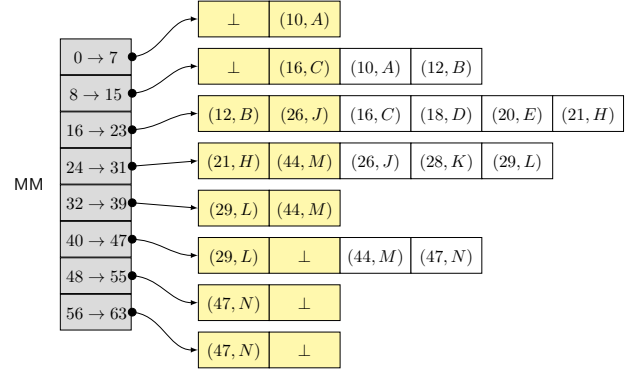 ⊥ (10, A)
0 → 7
⊥ (16, C) (10, A) (12, B)
8 → 15
(12, B) (26, J) (16, C) (18, D) (20, E) (21, H)
16 → 23
(21, H) (44, M) (26, J) (28, K) (29, L)
24 → 31
MM
32 → 39
(29, L) (44, M)
40 → 47
(29, L) ⊥ (44, M) (47, N)
48 → 55
(47, N) ⊥
56 → 63
(47, N) ⊥